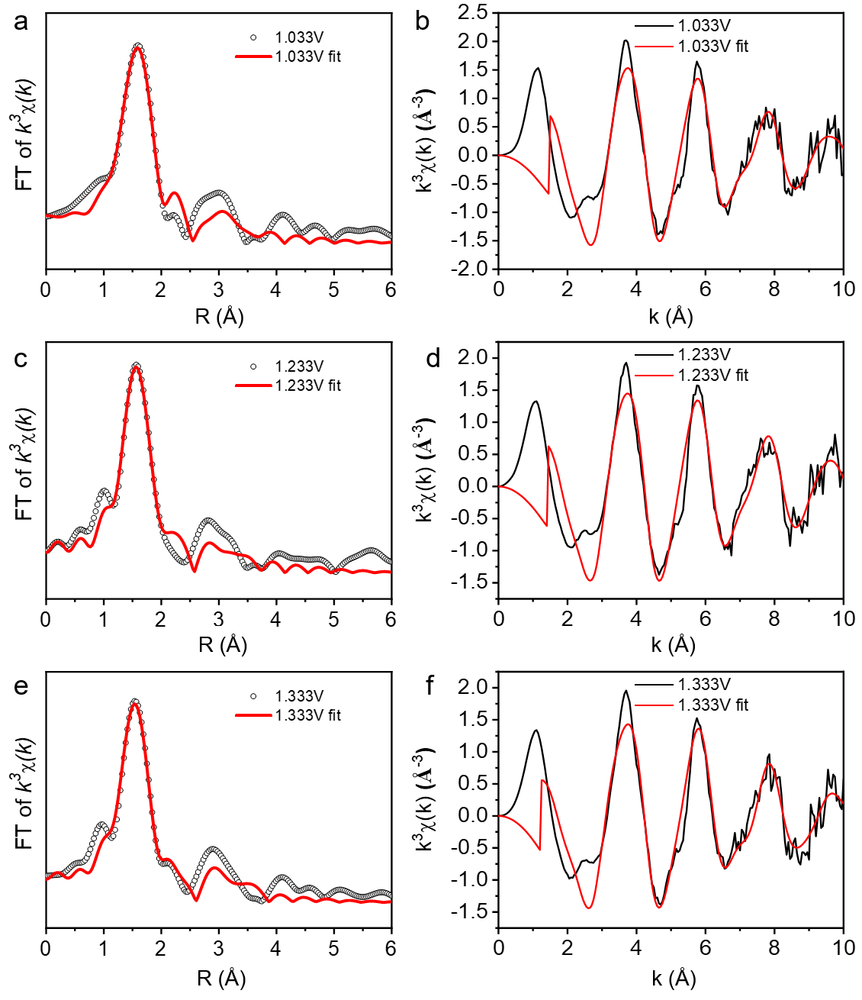 a
1.033V
1.033V fit
FT of k³χ(k)
0 1 2 3 4 5 6
R (Å)
b
1.033V
1.033V fit
k³χ(k) (Å⁻³)
2.5
2.0
1.5
1.0
0.5
0.0
-0.5
-1.0
-1.5
-2.0
0 2 4 6 8 10
k (Å)
c
1.233V
1.233V fit
FT of k³χ(k)
0 1 2 3 4 5 6
R (Å)
d
1.233V
1.233V fit
k³χ(k) (Å⁻³)
2.0
1.5
1.0
0.5
0.0
-0.5
-1.0
-1.5
0 2 4 6 8 10
k (Å)
e
1.333V
1.333V fit
FT of k³χ(k)
0 1 2 3 4 5 6
R (Å)
f
1.333V
1.333V fit
k³χ(k) (Å⁻³)
2.0
1.5
1.0
0.5
0.0
-0.5
-1.0
-1.5
0 2 4 6 8 10
k (Å)